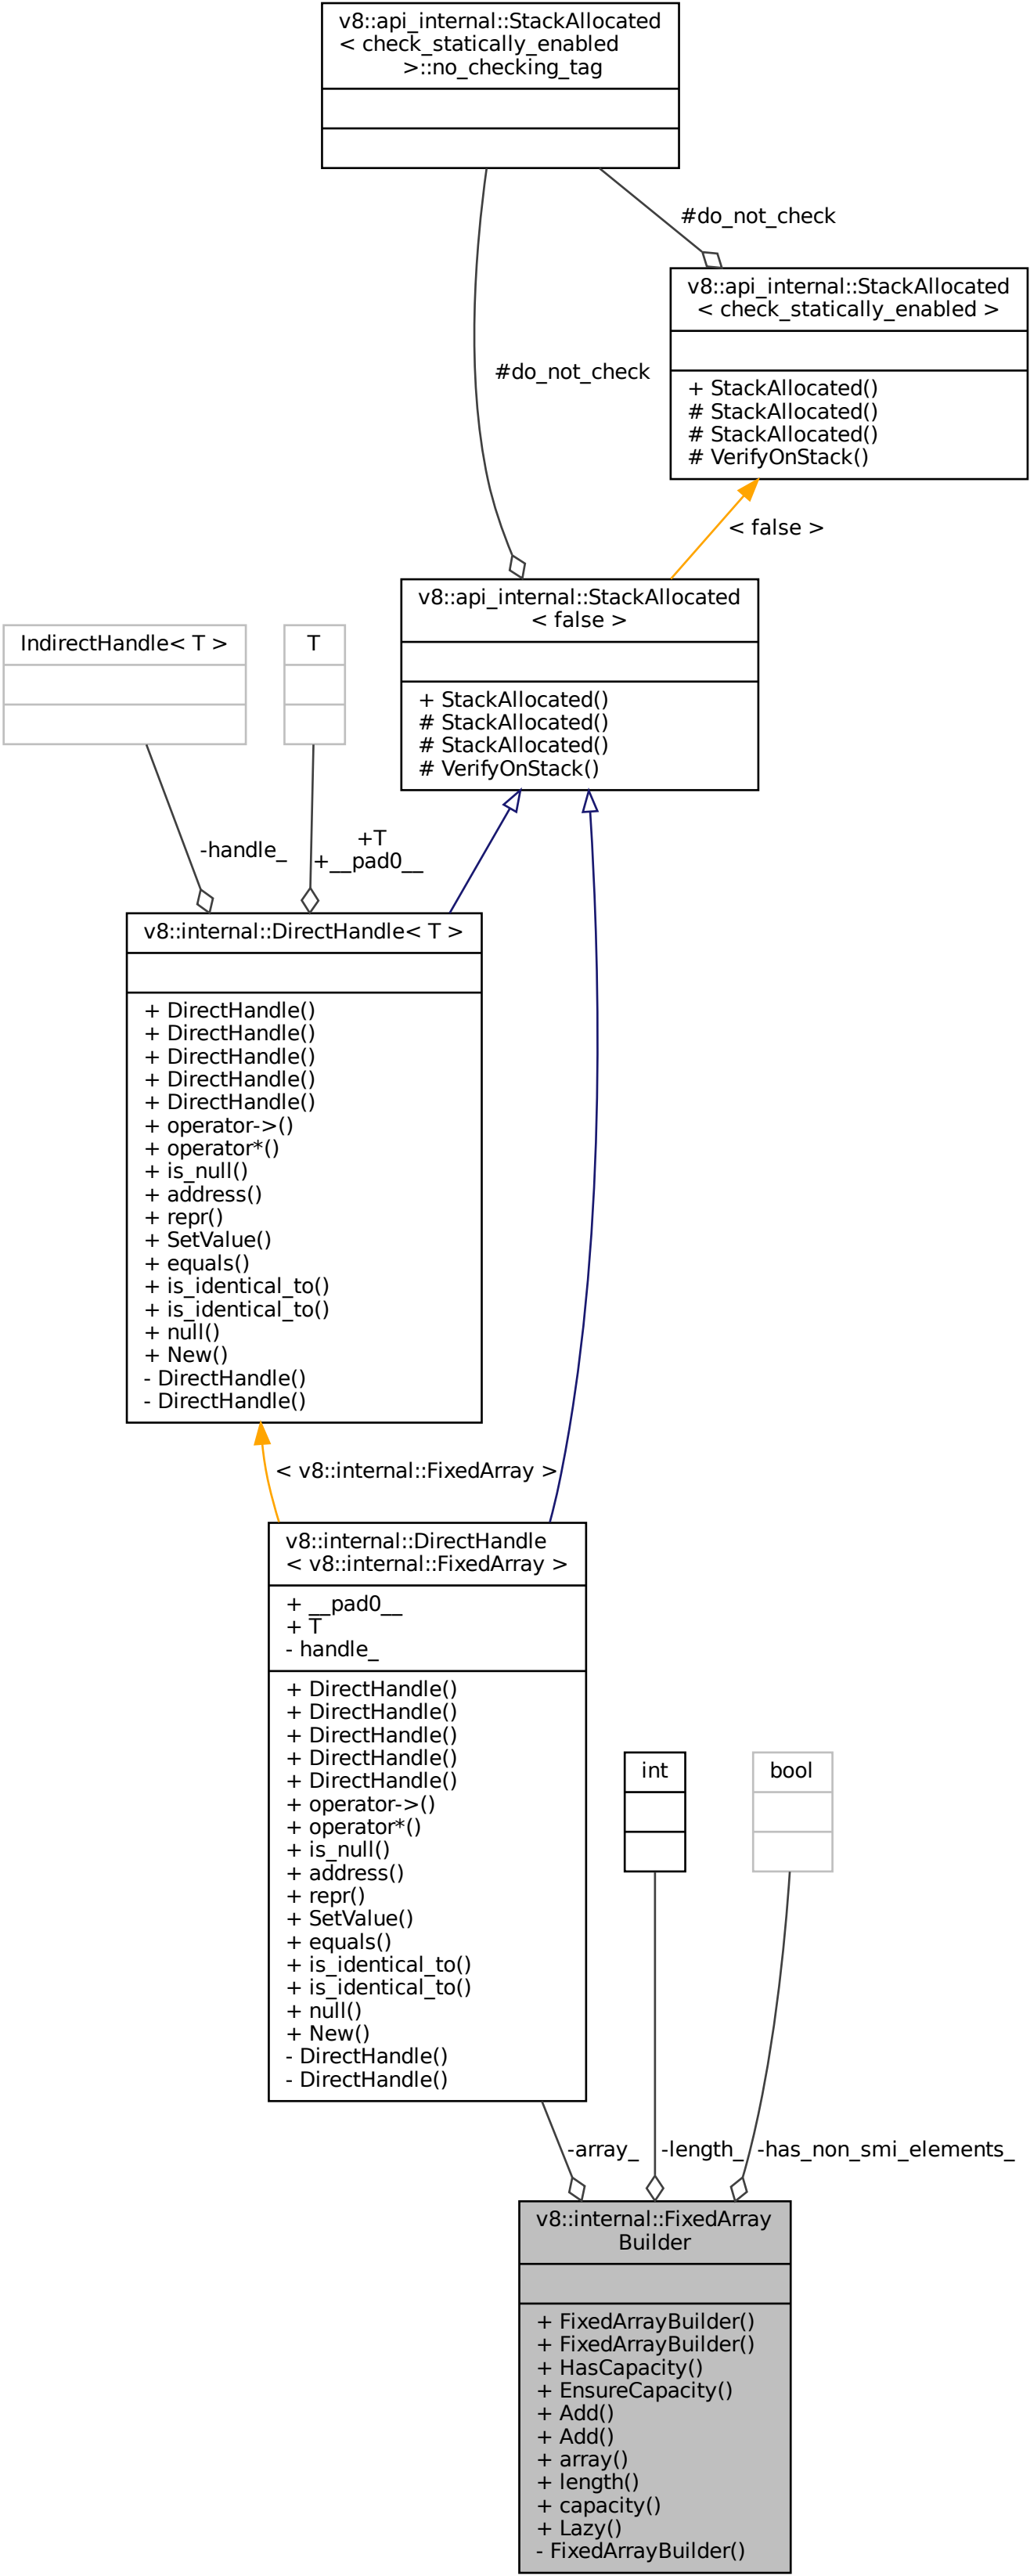 v8::api_internal::StackAllocated
< check_statically_enabled
>::no_checking_tag
#do_not_check
v8::api_internal::StackAllocated
< check_statically_enabled >
+ StackAllocated()
# StackAllocated()
# StackAllocated()
# VerifyOnStack()
#do_not_check
< false >
v8::api_internal::StackAllocated
< false >
+ StackAllocated()
# StackAllocated()
# StackAllocated()
# VerifyOnStack()
IndirectHandle< T >
T
-handle_
+T
+__pad0__
v8::internal::DirectHandle< T >
+ DirectHandle()
+ DirectHandle()
+ DirectHandle()
+ DirectHandle()
+ DirectHandle()
+ operator->()
+ operator*()
+ is_null()
+ address()
+ repr()
+ SetValue()
+ equals()
+ is_identical_to()
+ is_identical_to()
+ null()
+ New()
- DirectHandle()
- DirectHandle()
< v8::internal::FixedArray >
v8::internal::DirectHandle
< v8::internal::FixedArray >
+ __pad0__
+ T
- handle_
+ DirectHandle()
+ DirectHandle()
+ DirectHandle()
+ DirectHandle()
+ DirectHandle()
+ operator->()
+ operator*()
+ is_null()
+ address()
+ repr()
+ SetValue()
+ equals()
+ is_identical_to()
+ is_identical_to()
+ null()
+ New()
- DirectHandle()
- DirectHandle()
int
bool
-array_
-length_
-has_non_smi_elements_
v8::internal::FixedArray
Builder
+ FixedArrayBuilder()
+ FixedArrayBuilder()
+ HasCapacity()
+ EnsureCapacity()
+ Add()
+ Add()
+ array()
+ length()
+ capacity()
+ Lazy()
- FixedArrayBuilder()